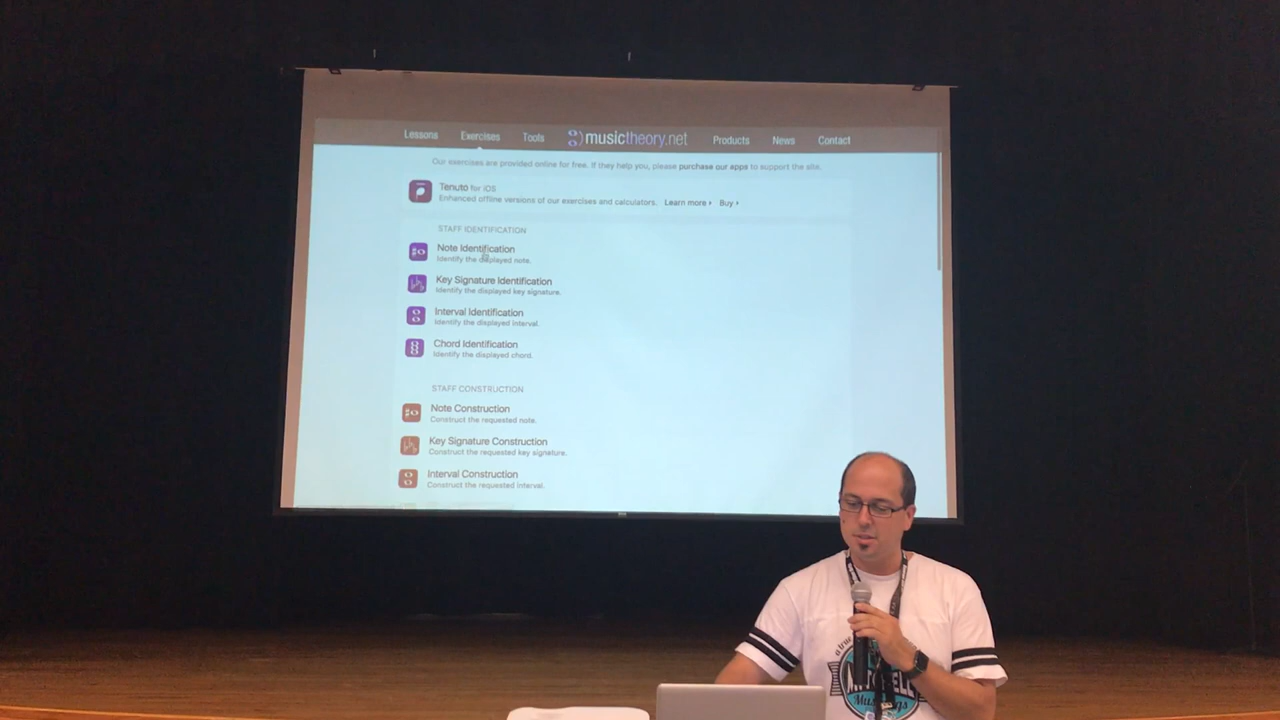 Lessons Exercises Tools musictheory.net Products News Contact
Our exercises are provided online for free. If they help you, please purchase our apps to support the site.
Tenuto for iOS
Enhanced offline versions of our exercises and calculators. Learn more Buy
STAFF IDENTIFICATION
Note Identification
Identify the displayed note.
Key Signature Identification
Identify the displayed key signature.
Interval Identification
Identify the displayed interval.
Chord Identification
Identify the displayed chord.
STAFF CONSTRUCTION
Note Construction
Construct the requested note.
Key Signature Construction
Construct the requested key signature.
Interval Construction
Construct the requested interval.